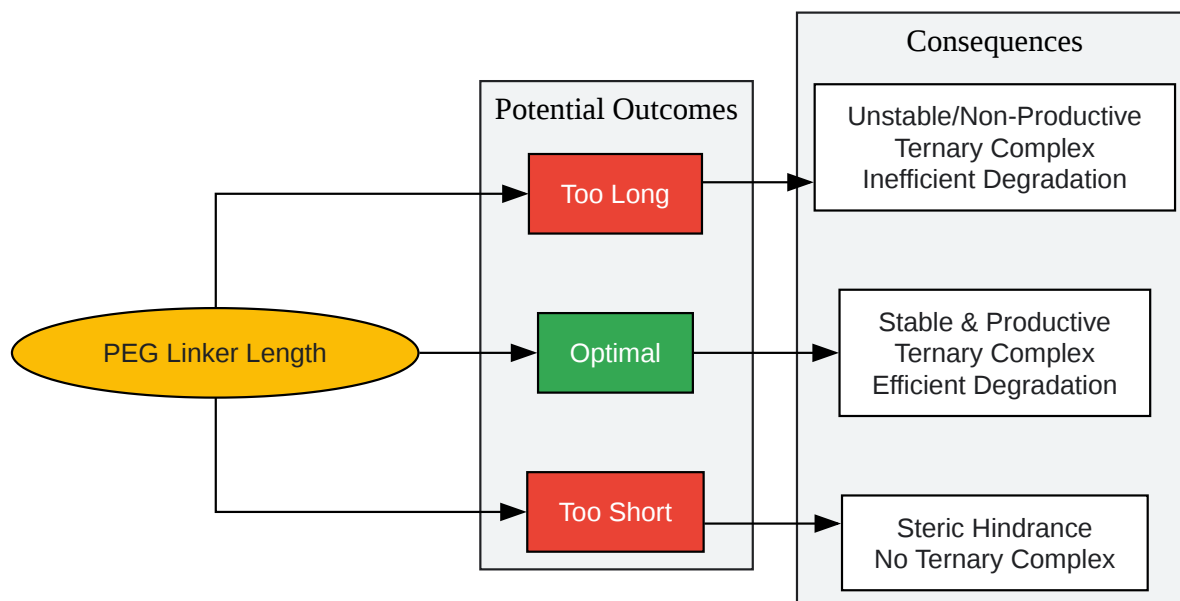 Consequences
Potential Outcomes
Unstable/Non-Productive
Ternary Complex
Inefficient Degradation
Too Long
PEG Linker Length
Optimal
Stable & Productive
Ternary Complex
Efficient Degradation
Too Short
Steric Hindrance
No Ternary Complex